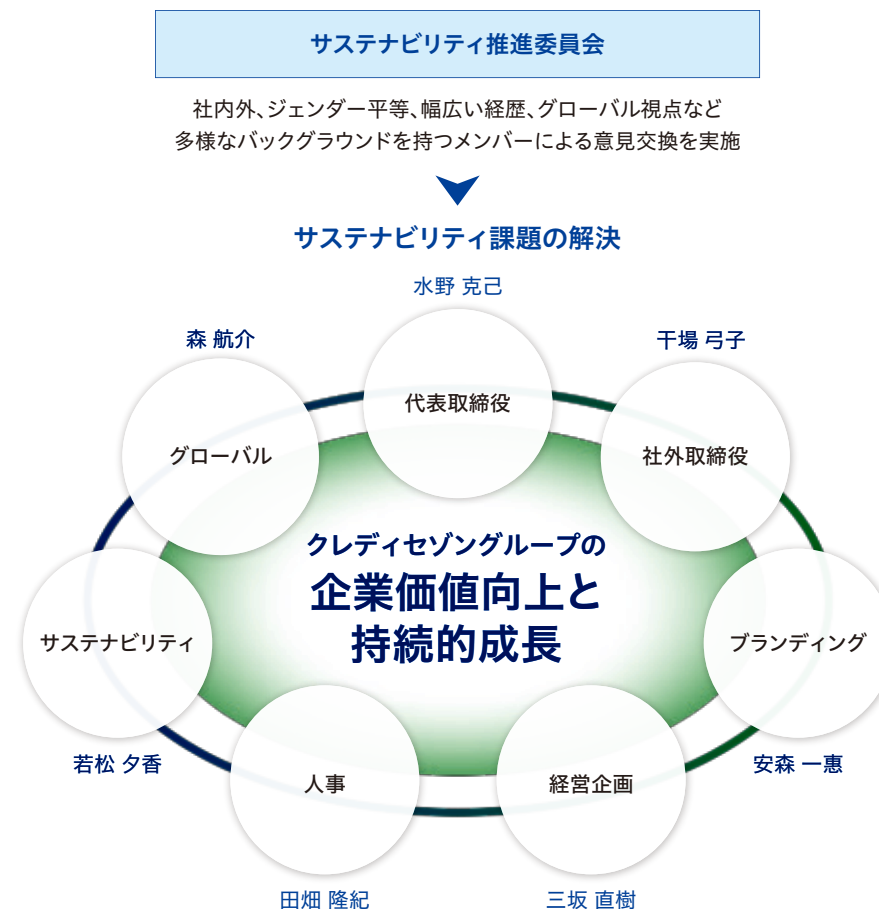 サステナビリティ推進委員会
社内外、ジェンダー平等、幅広い経歴、グローバル視点など
多様なバックグラウンドを持つメンバーによる意見交換を実施
サステナビリティ課題の解決
水野 克己
代表取締役
森 航介
グローバル
干場 弓子
社外取締役
クレディセゾングループの
企業価値向上と
持続的成長
サステナビリティ
若松 夕香
ブランディング
安森 一惠
人事
田畑 隆紀
経営企画
三坂 直樹